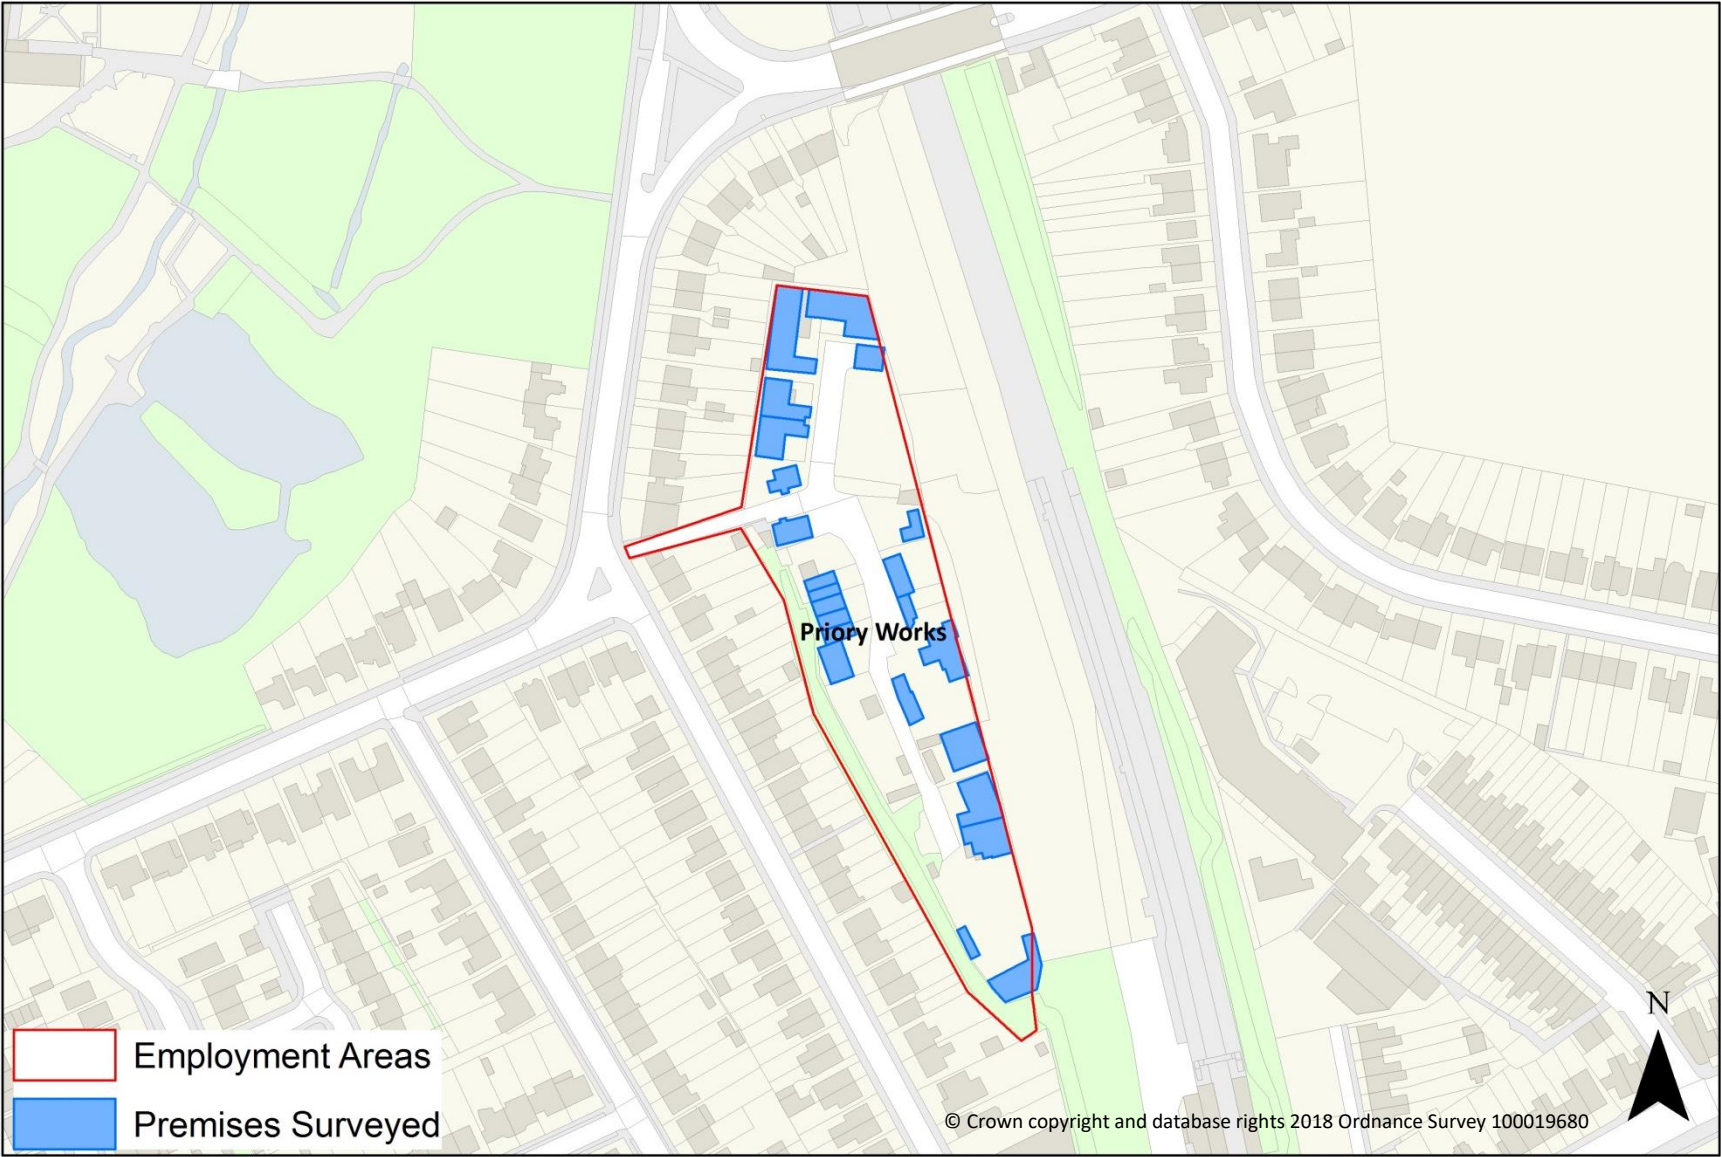 Priory Works
N
Employment Areas
Premises Surveyed
© Crown copyright and database rights 2018 Ordnance Survey 100019680